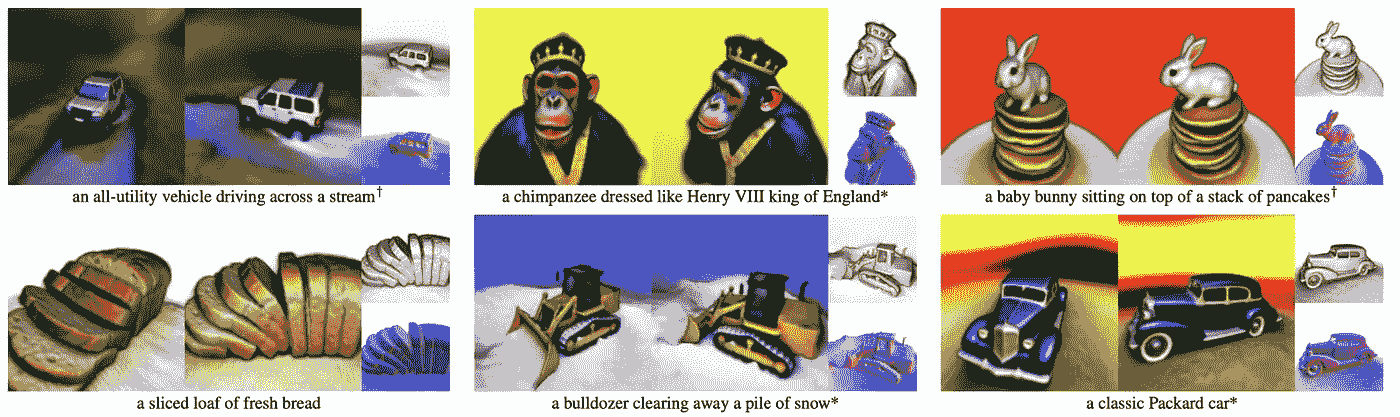 an all-utility vehicle driving across a stream†
a chimpanzee dressed like Henry VIII king of England*
a baby bunny sitting on top of a stack of pancakes†
a sliced loaf of fresh bread
a bulldozer clearing away a pile of snow*
a classic Packard car*